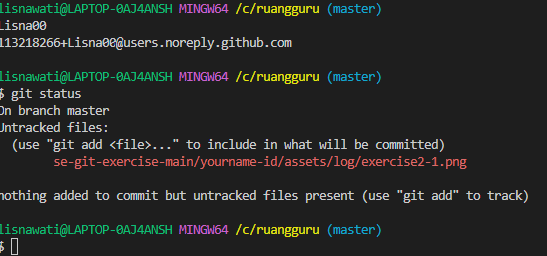 lisnawati@LAPTOP-0AJ4ANSH MINGW64 /c/ruangguru (master)
Lisna00
113218266+Lisna00@users.noreply.github.com
lisnawati@LAPTOP-0AJ4ANSH MINGW64 /c/ruangguru (master)
$ git status
On branch master
Untracked files:
(use "git add <file>..." to include in what will be committed)
se-git-exercise-main/yourname-id/assets/log/exercise2-1.png
nothing added to commit but untracked files present (use "git add" to track)
lisnawati@LAPTOP-0AJ4ANSH MINGW64 /c/ruangguru (master)
$